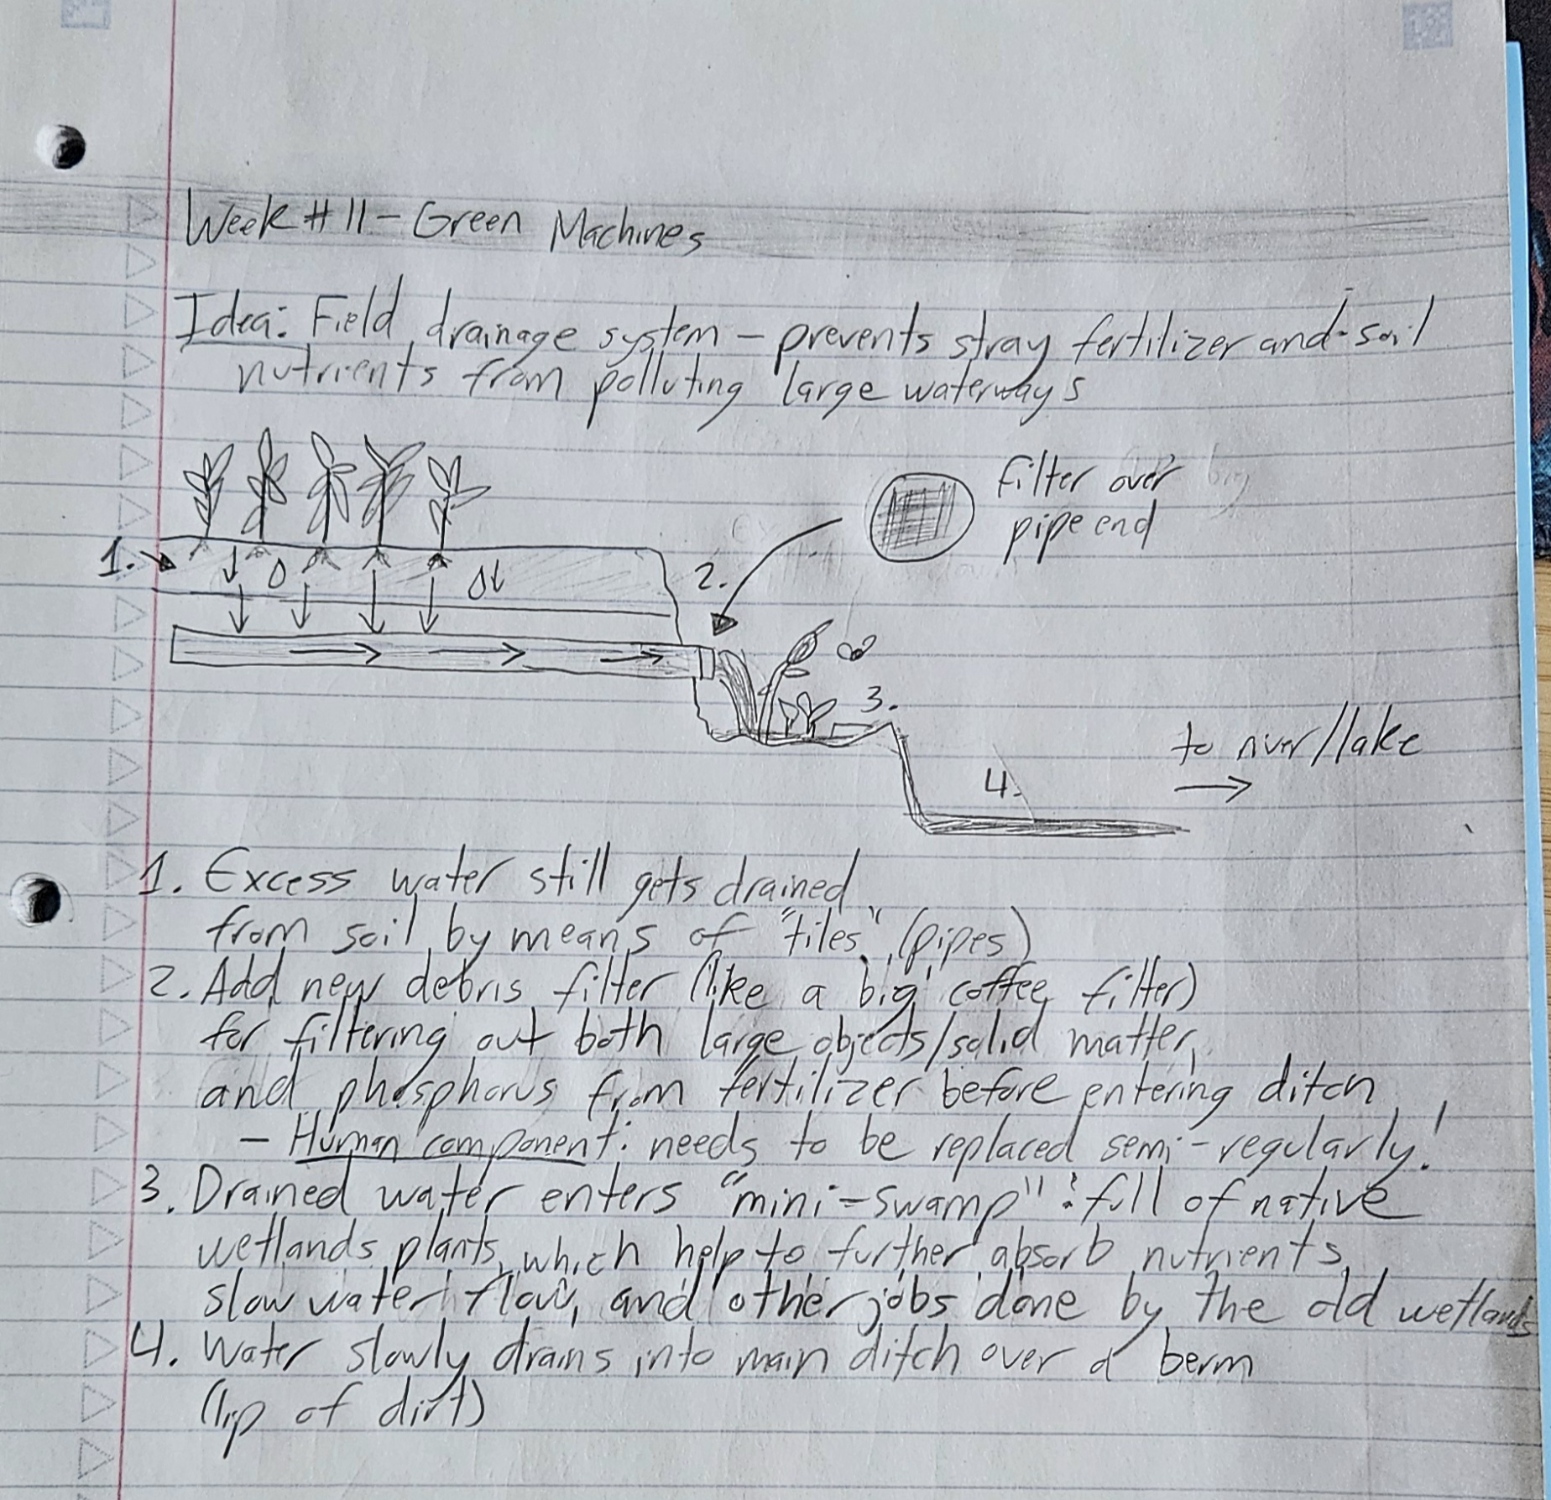 Week #11 - Green Machines
Idea: Field drainage system - prevents stray fertilizer and soil
nutrients from polluting large waterways
filter over
pipe end
1.
2.
3.
4.
to river/lake
1. Excess water still gets drained
from soil by means of "tiles" (pipes)
2. Add new debris filter (like a big coffee filter)
for filtering out both large objects/solid matter,
and phosphorus from fertilizer before entering ditch
- Human component: needs to be replaced semi-regularly!
3. Drained water enters "mini-swamp": full of native
wetlands plants, which help to further absorb nutrients,
slow water flow, and other jobs done by the old wetlands
4. Water slowly drains into main ditch over a berm
(lip of dirt)